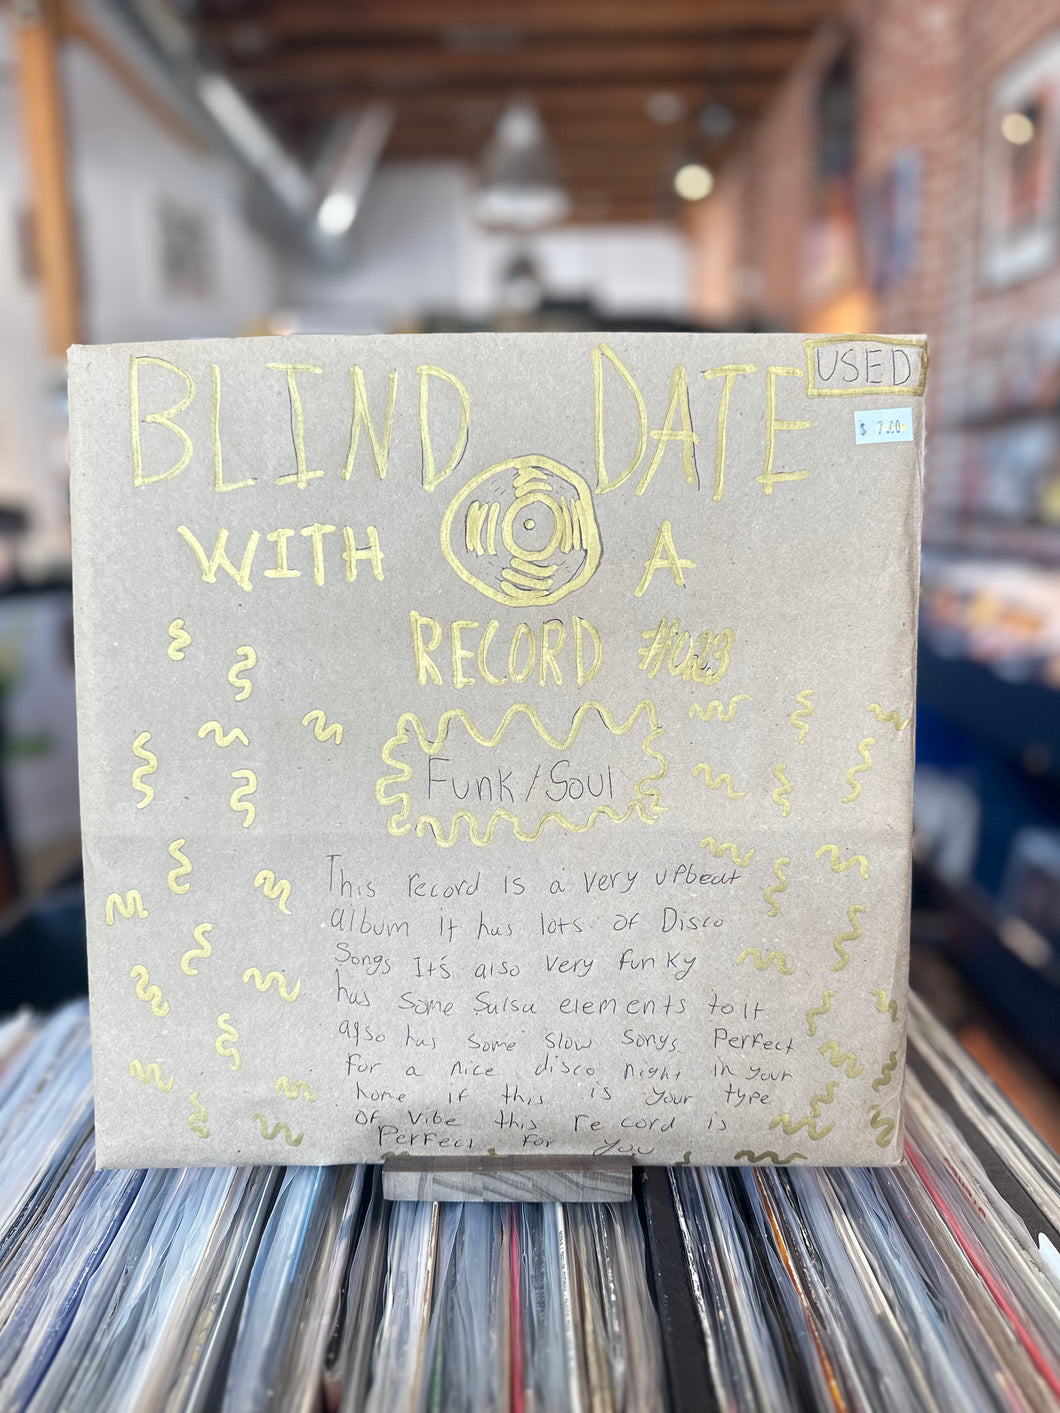 BLIND DATE
USED
$ 7.00
WITH A
RECORD #023
Funk/Soul
This record is a very upbeat
album it has lots of Disco
Songs It's also very funky
has some Salsa elements to It
also has some slow songs Perfect
for a nice disco night in your
home if this is your type
of vibe this record is
Perfect for you